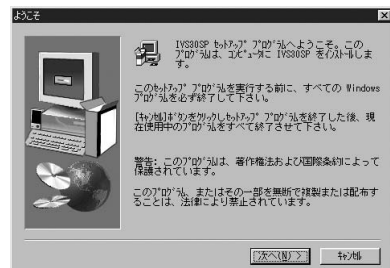 ようこそ
IVS30SP ｾｯﾄｱｯﾌﾟ ﾌﾟﾛｸﾞﾗﾑへようこそ。この
ﾌﾟﾛｸﾞﾗﾑは、ｺﾝﾋﾟｭｰﾀに IVS30SP をｲﾝｽﾄｰﾙしま
す。
このｾｯﾄｱｯﾌﾟ ﾌﾟﾛｸﾞﾗﾑを実行する前に、すべての Windows
ﾌﾟﾛｸﾞﾗﾑを必ず終了して下さい。
[ｷｬﾝｾﾙ]ﾎﾞﾀﾝをｸﾘｯｸしｾｯﾄｱｯﾌﾟ ﾌﾟﾛｸﾞﾗﾑを終了した後、現
在使用中のﾌﾟﾛｸﾞﾗﾑをすべて終了させて下さい。
警告: このﾌﾟﾛｸﾞﾗﾑは、著作権法および国際条約によって
保護されています。
このﾌﾟﾛｸﾞﾗﾑ、またはその一部を無断で複製または配布す
ることは、法律により禁止されています。
次へ(N) >
ｷｬﾝｾﾙ